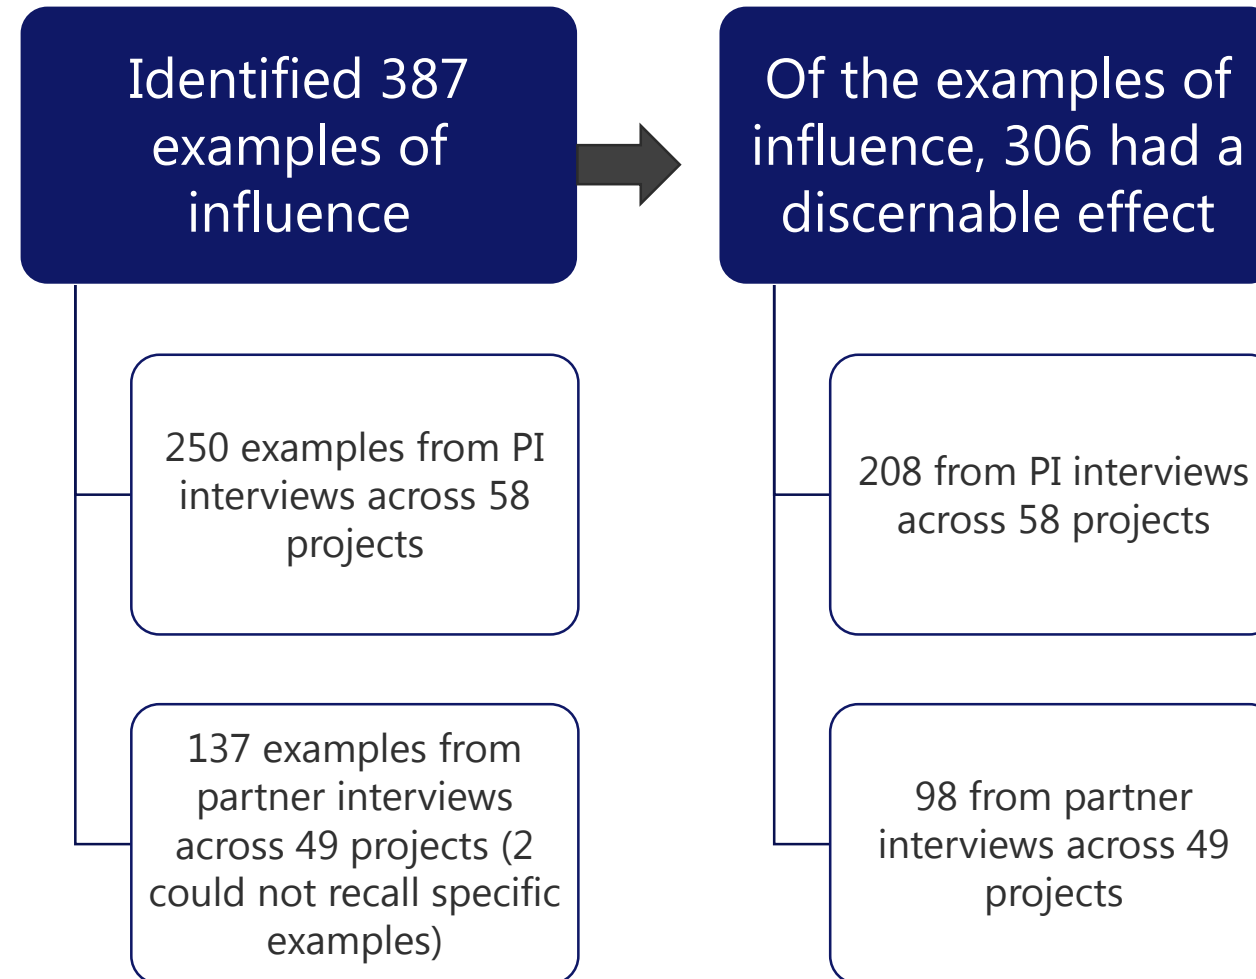 Identified 387
examples of
influence
250 examples from PI
interviews across 58
projects
137 examples from
partner interviews
across 49 projects (2
could not recall specific
examples)
Of the examples of
influence, 306 had a
discernable effect
208 from PI interviews
across 58 projects
98 from partner
interviews across 49
projects